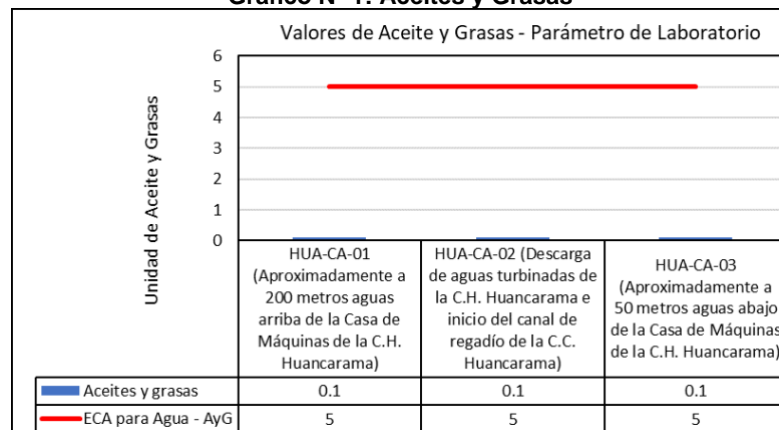 Gráfico N° 1: Aceites y Grasas
Valores de Aceite y Grasas - Parámetro de Laboratorio
Unidad de Aceite y Grasas
6
5
4
3
2
1
0
HUA-CA-01
(Aproximadamente a
200 metros aguas
arriba de la Casa de
Máquinas de la C.H.
Huancarama)
HUA-CA-02 (Descarga
de aguas turbinadas de
la C.H. Huancarama e
inicio del canal de
regadío de la C.C.
Huancarama)
HUA-CA-03
(Aproximadamente a
50 metros aguas abajo
de la Casa de Máquinas
de la C.H. Huancarama)
Aceites y grasas 0.1 0.1 0.1
ECA para Agua - AyG 5 5 5